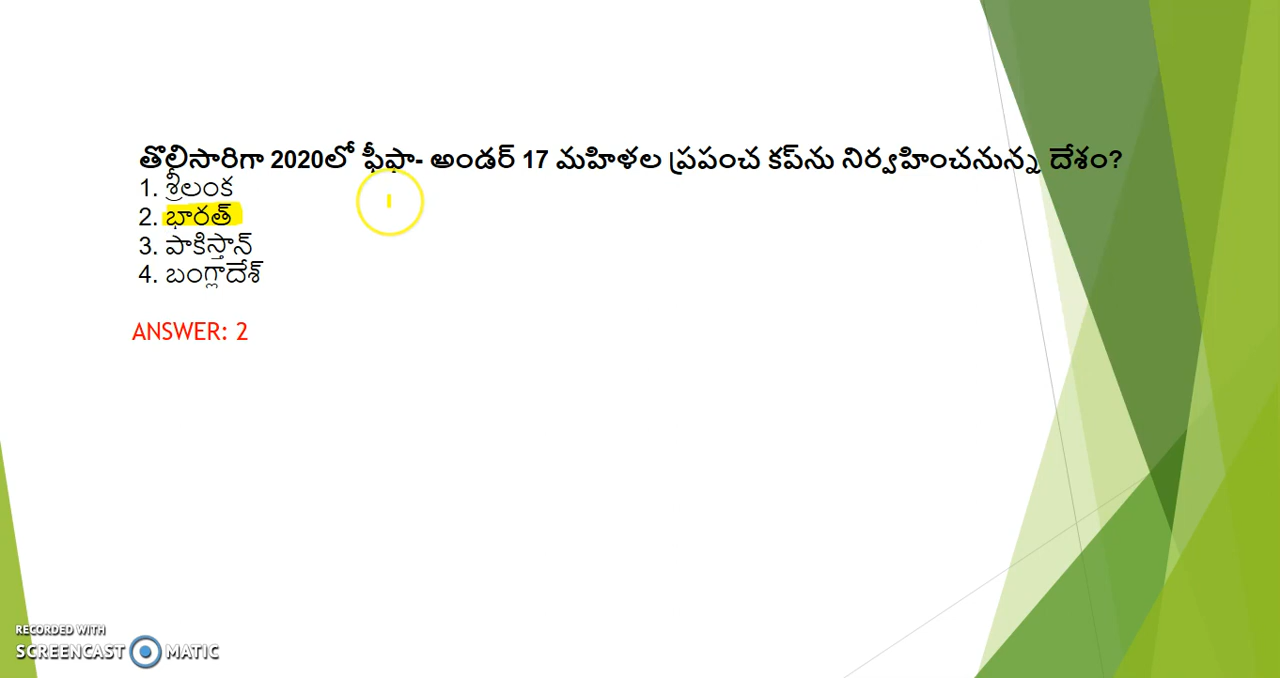 తొలిసారిగా 2020లో ఫీఫా- అండర్ 17 మహిళల ప్రపంచ కప్‌ను నిర్వహించనున్న దేశం?
1. శ్రీలంక
2. భారత్
3. పాకిస్తాన్
4. బంగ్లాదేశ్
ANSWER: 2
RECORDED WITH
SCREENCAST MATIC